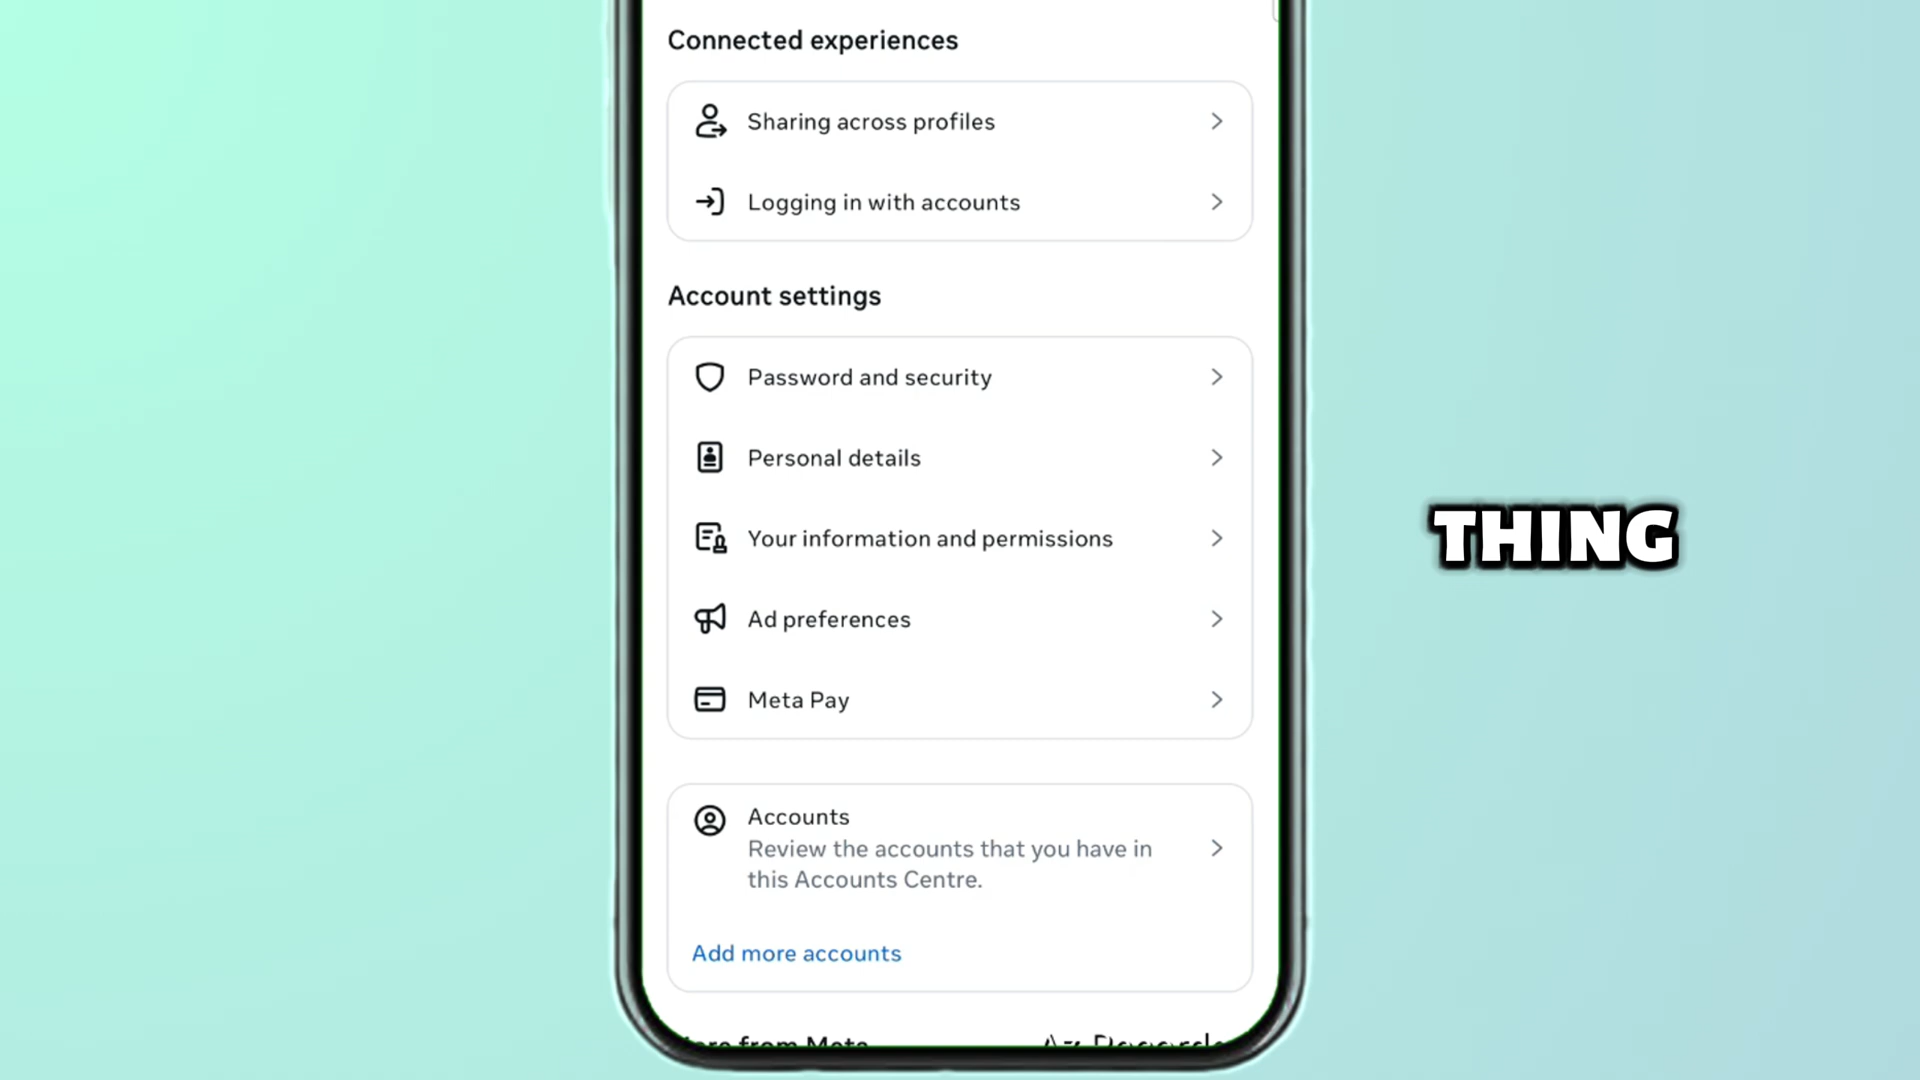 Connected experiences
Sharing across profiles
Logging in with accounts
Account settings
Password and security
Personal details
Your information and permissions
THING
Ad preferences
Meta Pay
Accounts
Review the accounts that you have in
this Accounts Centre.
Add more accounts
from Meta